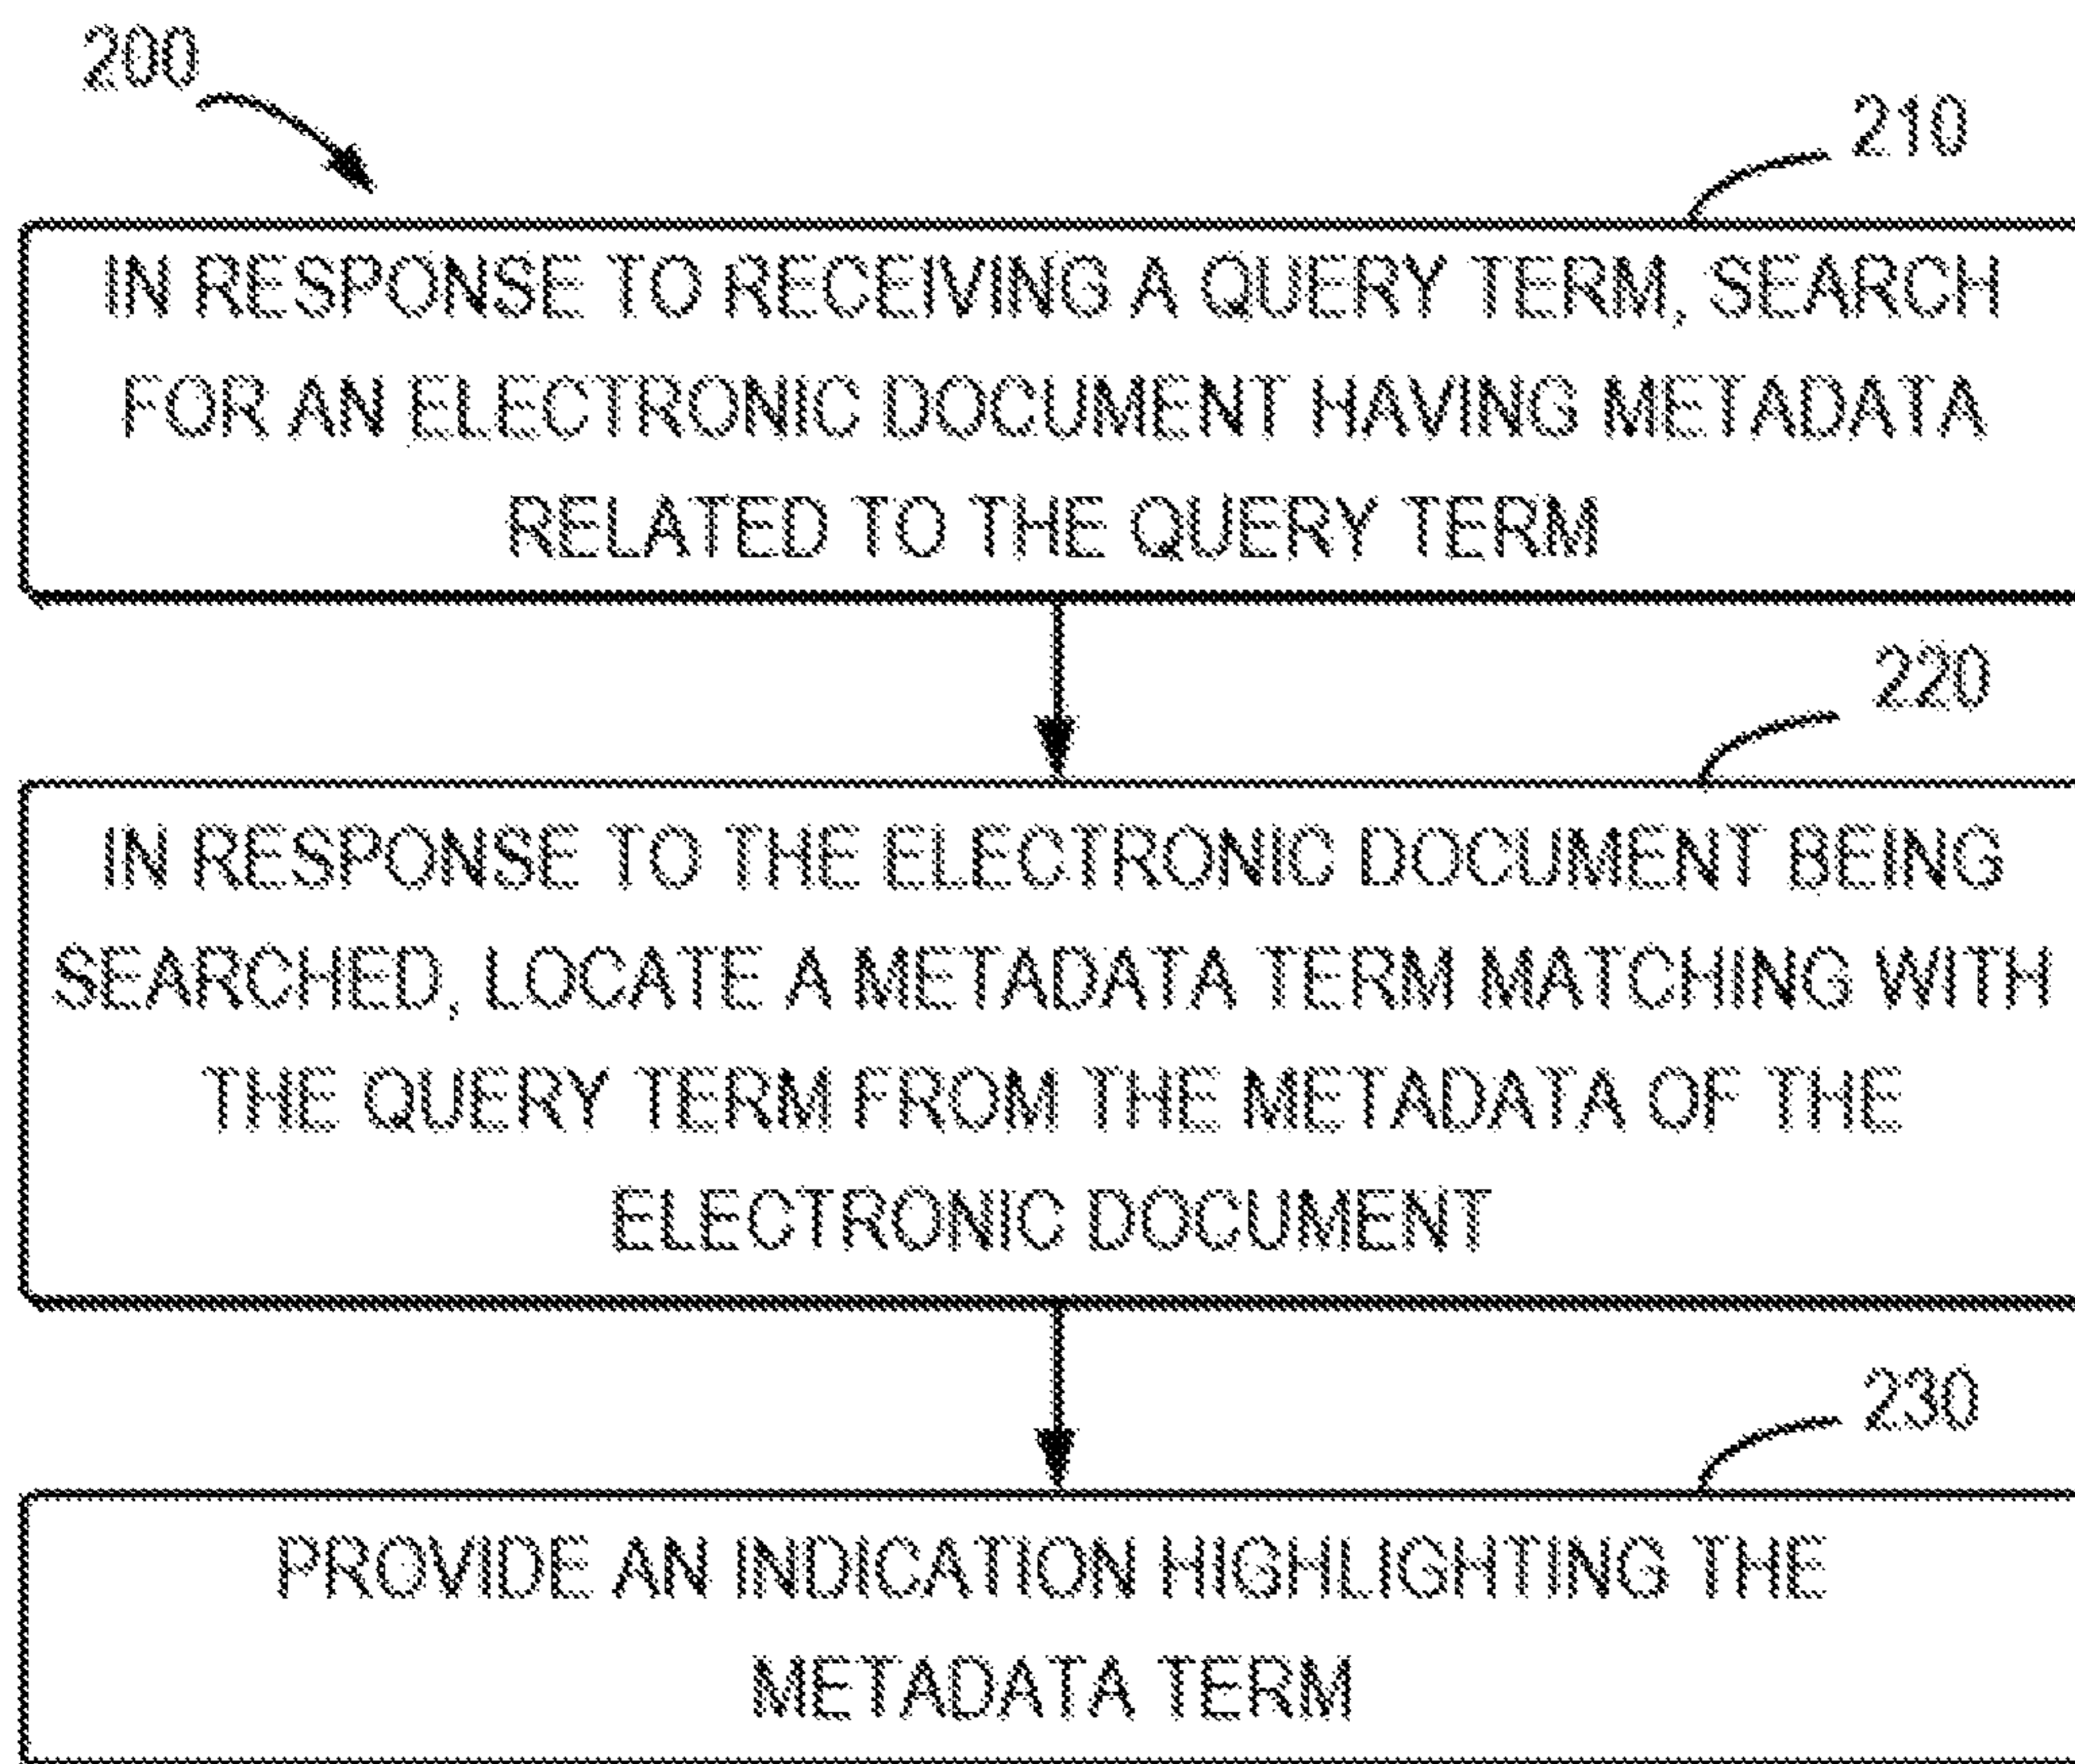 200
210
IN RESPONSE TO RECEIVING A QUERY TERM, SEARCH
FOR AN ELECTRONIC DOCUMENT HAVING METADATA
RELATED TO THE QUERY TERM
220
IN RESPONSE TO THE ELECTRONIC DOCUMENT BEING
SEARCHED, LOCATE A METADATA TERM MATCHING WITH
THE QUERY TERM FROM THE METADATA OF THE
ELECTRONIC DOCUMENT
230
PROVIDE AN INDICATION HIGHLIGHTING THE
METADATA TERM